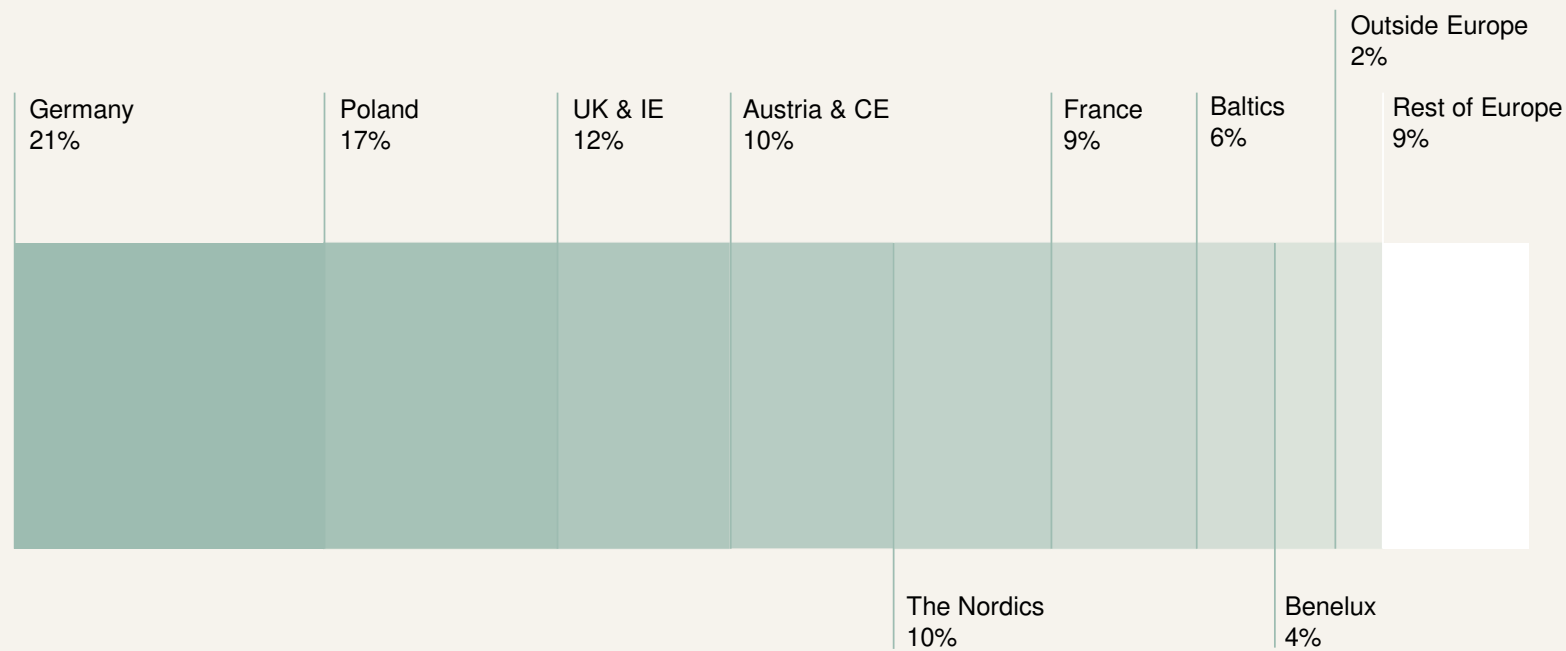 Outside Europe
2%
Germany
21%
Poland
17%
UK & IE
12%
Austria & CE
10%
France
9%
Baltics
6%
Rest of Europe
9%
The Nordics
10%
Benelux
4%